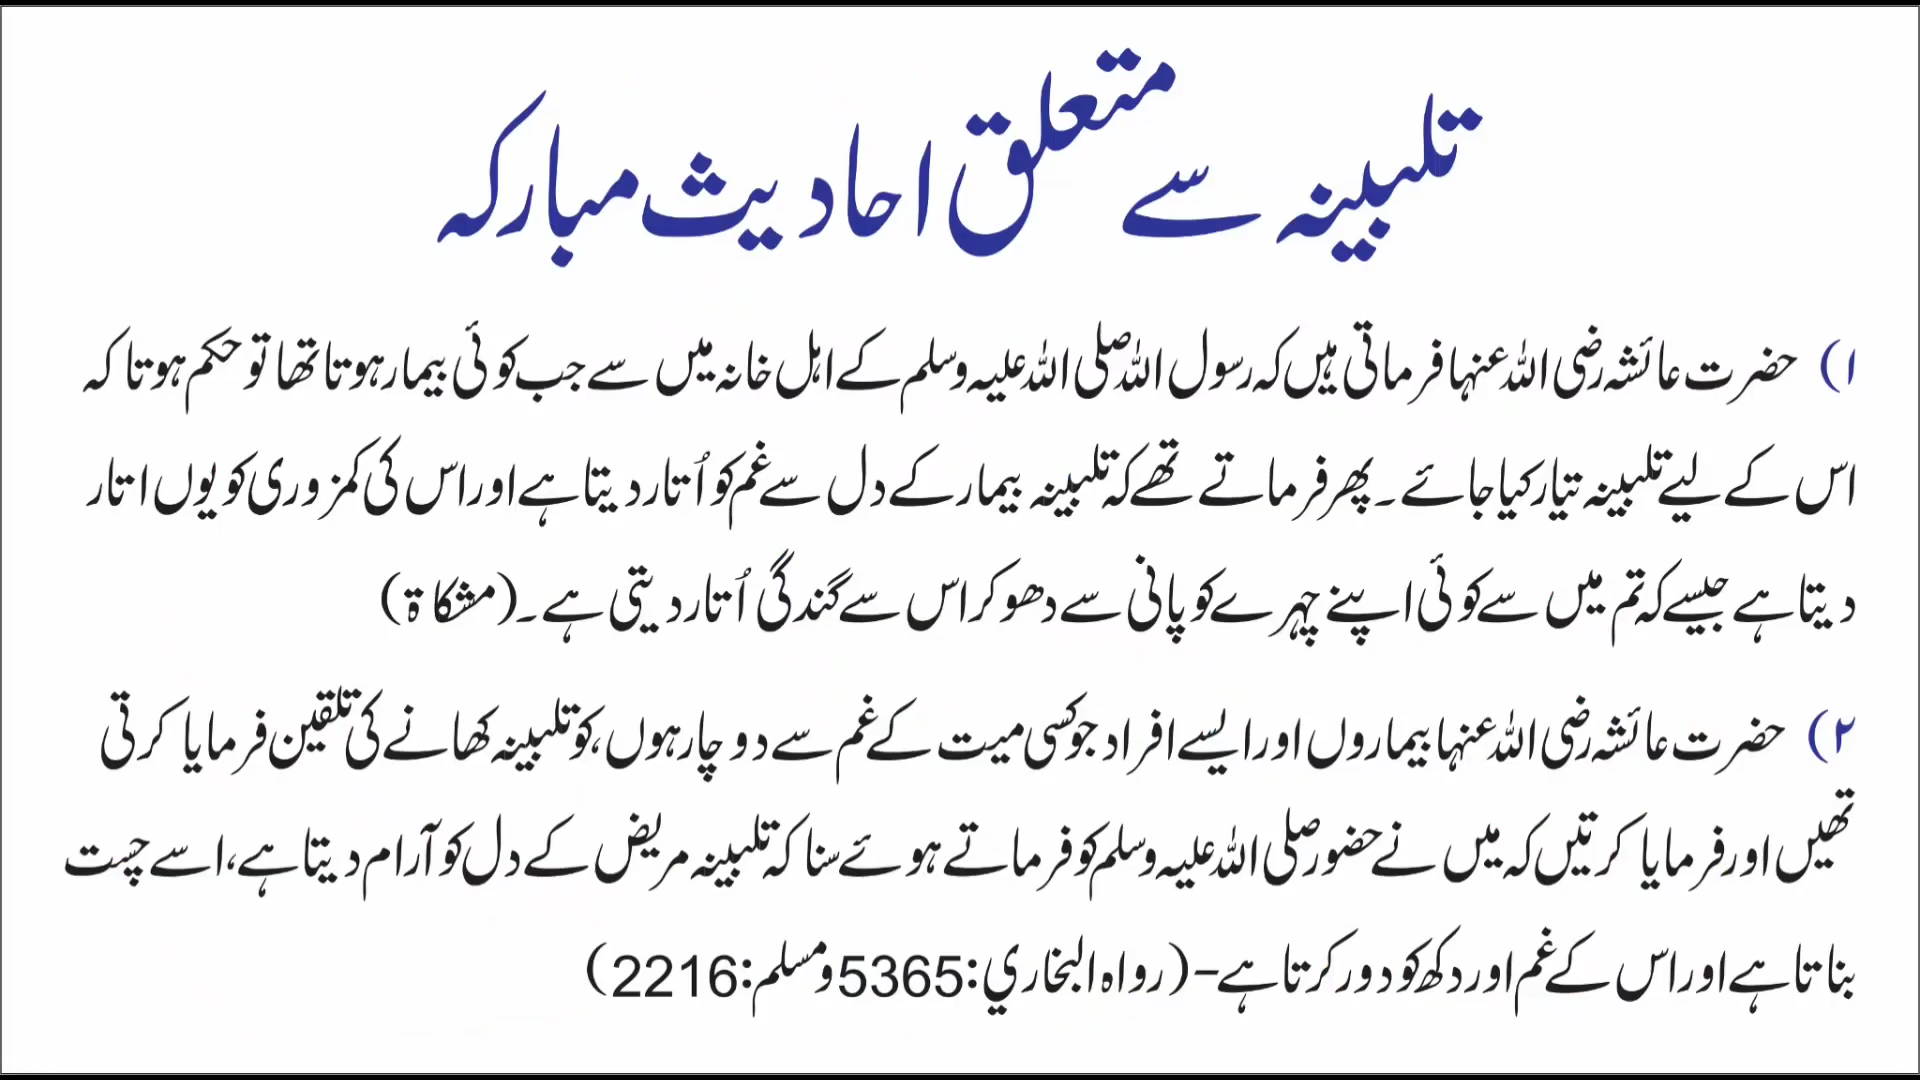 تلبینہ سے متعلق احادیث مبارکہ
۱) حضرت عائشہ رضی اللہ عنہا فرماتی ہیں کہ رسول اللہ صلی اللہ علیہ وسلم کے اہل خانہ میں سے جب کوئی بیمار ہوتا تھا تو حکم ہوتا کہ
اس کے لیے تلبینہ تیار کیا جائے۔ پھر فرماتے تھے کہ تلبینہ بیمار کے دل سے غم کو اُتار دیتا ہے اور اس کی کمزوری کو یوں اتار
دیتا ہے جیسے کہ تم میں سے کوئی اپنے چہرے کو پانی سے دھو کر اس سے گندگی اُتار دیتی ہے۔ (مشکاۃ)
۲) حضرت عائشہ رضی اللہ عنہا بیماروں اور ایسے افراد جو کسی میت کے غم سے دوچار ہوں، کو تلبینہ کھانے کی تلقین فرمایا کرتی
تھیں اور فرمایا کرتیں کہ میں نے حضور صلی اللہ علیہ وسلم کو فرماتے ہوئے سنا کہ تلبینہ مریض کے دل کو آرام دیتا ہے، اسے چست
بناتا ہے اور اس کے غم اور دکھ کو دور کرتا ہے- (رواہ البخاري: 5365 و مسلم: 2216)